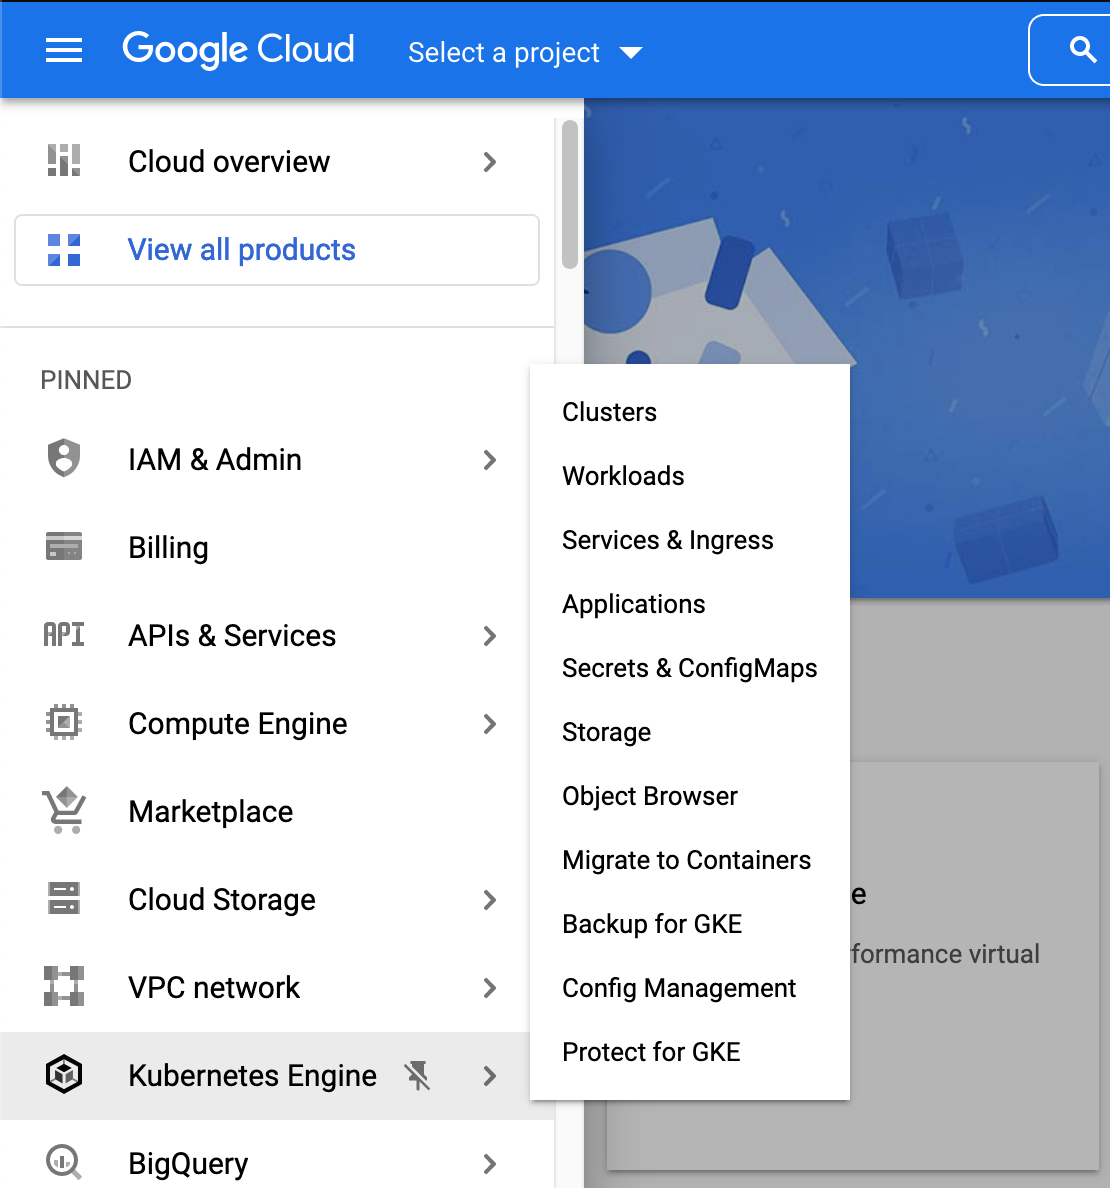 Google Cloud
Select a project
Cloud overview
View all products
PINNED
IAM & Admin
Billing
API
APIs & Services
Compute Engine
Marketplace
Cloud Storage
VPC network
Kubernetes Engine
BigQuery
Clusters
Workloads
Services & Ingress
Applications
Secrets & ConfigMaps
Storage
Object Browser
Migrate to Containers
Backup for GKE
Config Management
Protect for GKE
virtual